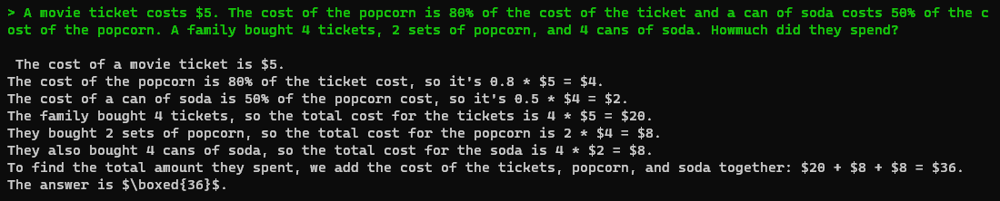 > A movie ticket costs $5. The cost of the popcorn is 80% of the cost of the ticket and a can of soda costs 50% of the c
ost of the popcorn. A family bought 4 tickets, 2 sets of popcorn, and 4 cans of soda. Howmuch did they spend?
The cost of a movie ticket is $5.
The cost of the popcorn is 80% of the ticket cost, so it's 0.8 * $5 = $4.
The cost of a can of soda is 50% of the popcorn cost, so it's 0.5 * $4 = $2.
The family bought 4 tickets, so the total cost for the tickets is 4 * $5 = $20.
They bought 2 sets of popcorn, so the total cost for the popcorn is 2 * $4 = $8.
They also bought 4 cans of soda, so the total cost for the soda is 4 * $2 = $8.
To find the total amount they spent, we add the cost of the tickets, popcorn, and soda together: $20 + $8 + $8 = $36.
The answer is $\boxed{36}$.